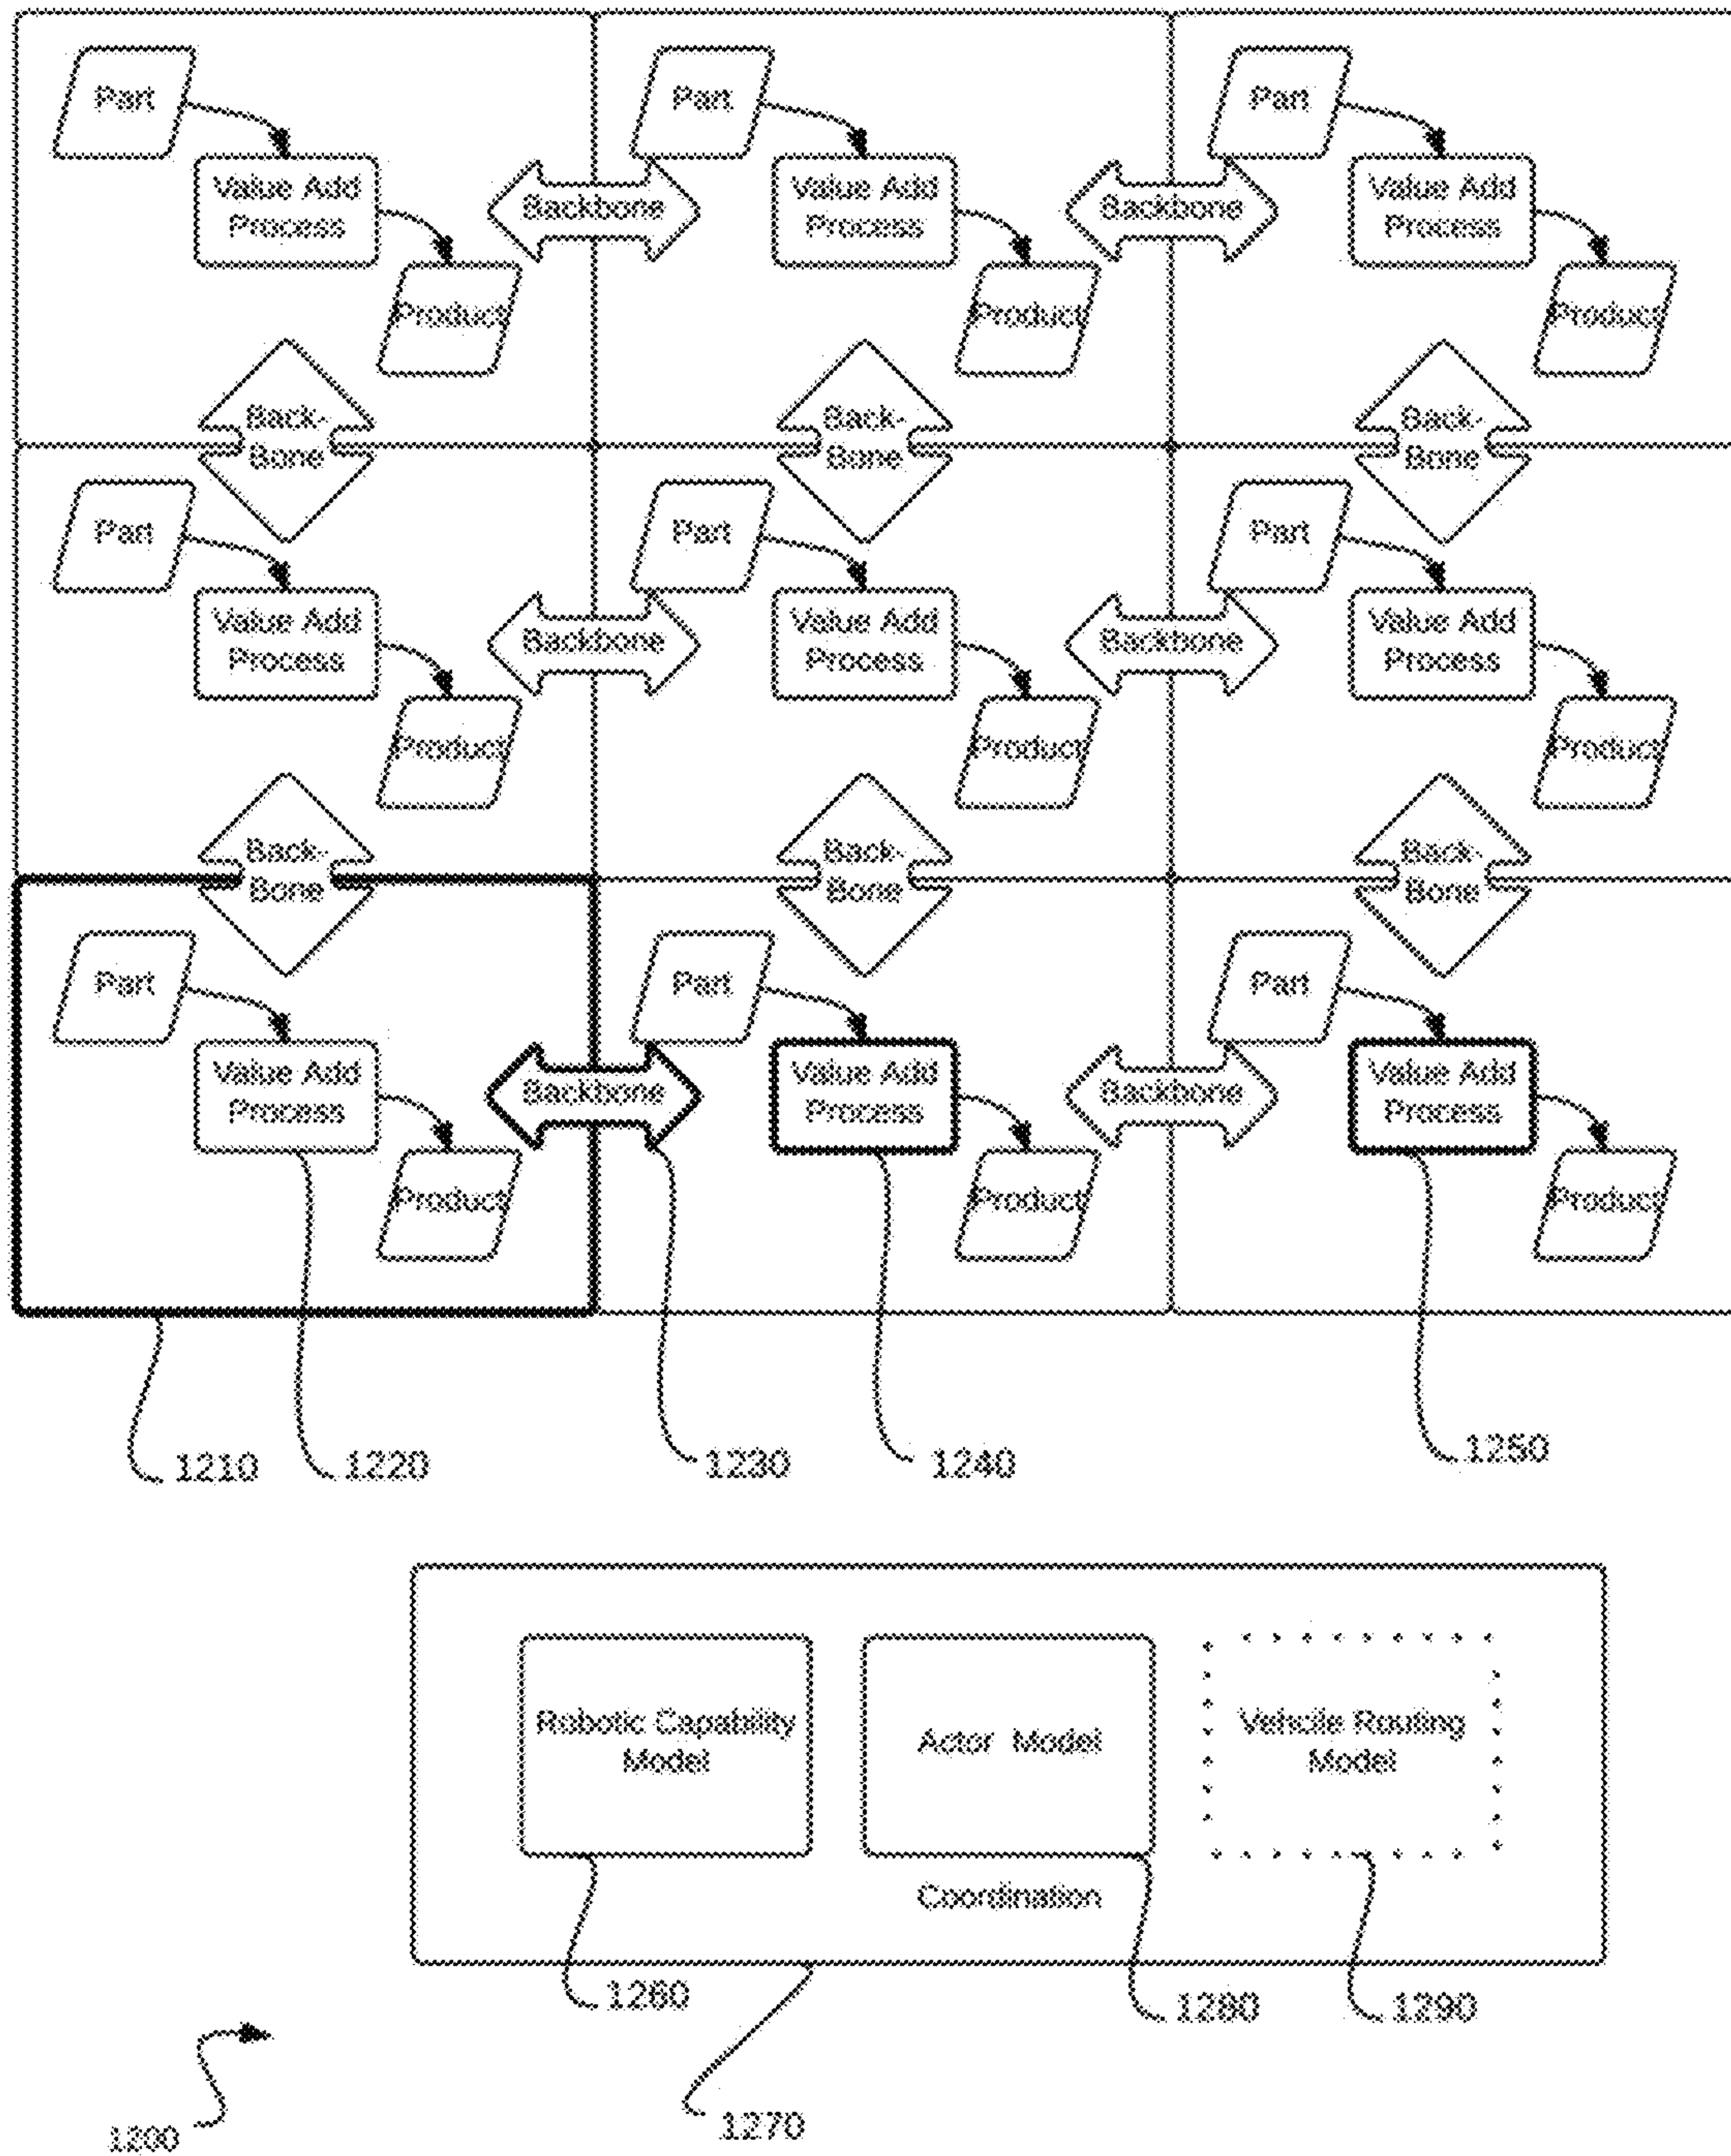 Part
Part
Part
Value Add
Process
Backbone
Value Add
Process
Backbone
Value Add
Process
Product
Product
Product
Back-
Bone
Back-
Bone
Back-
Bone
Part
Part
Part
Value Add
Process
Backbone
Value Add
Process
Backbone
Value Add
Process
Product
Product
Product
Back-
Bone
Back-
Bone
Back-
Bone
Part
Part
Part
Value Add
Process
Backbone
Value Add
Process
Backbone
Value Add
Process
Product
Product
Product
1210
1220
1230
1240
1250
Robotic Capability
Model
Actor Model
Vehcile Routing
Model
Coordination
1260
1280
1290
1270
1200